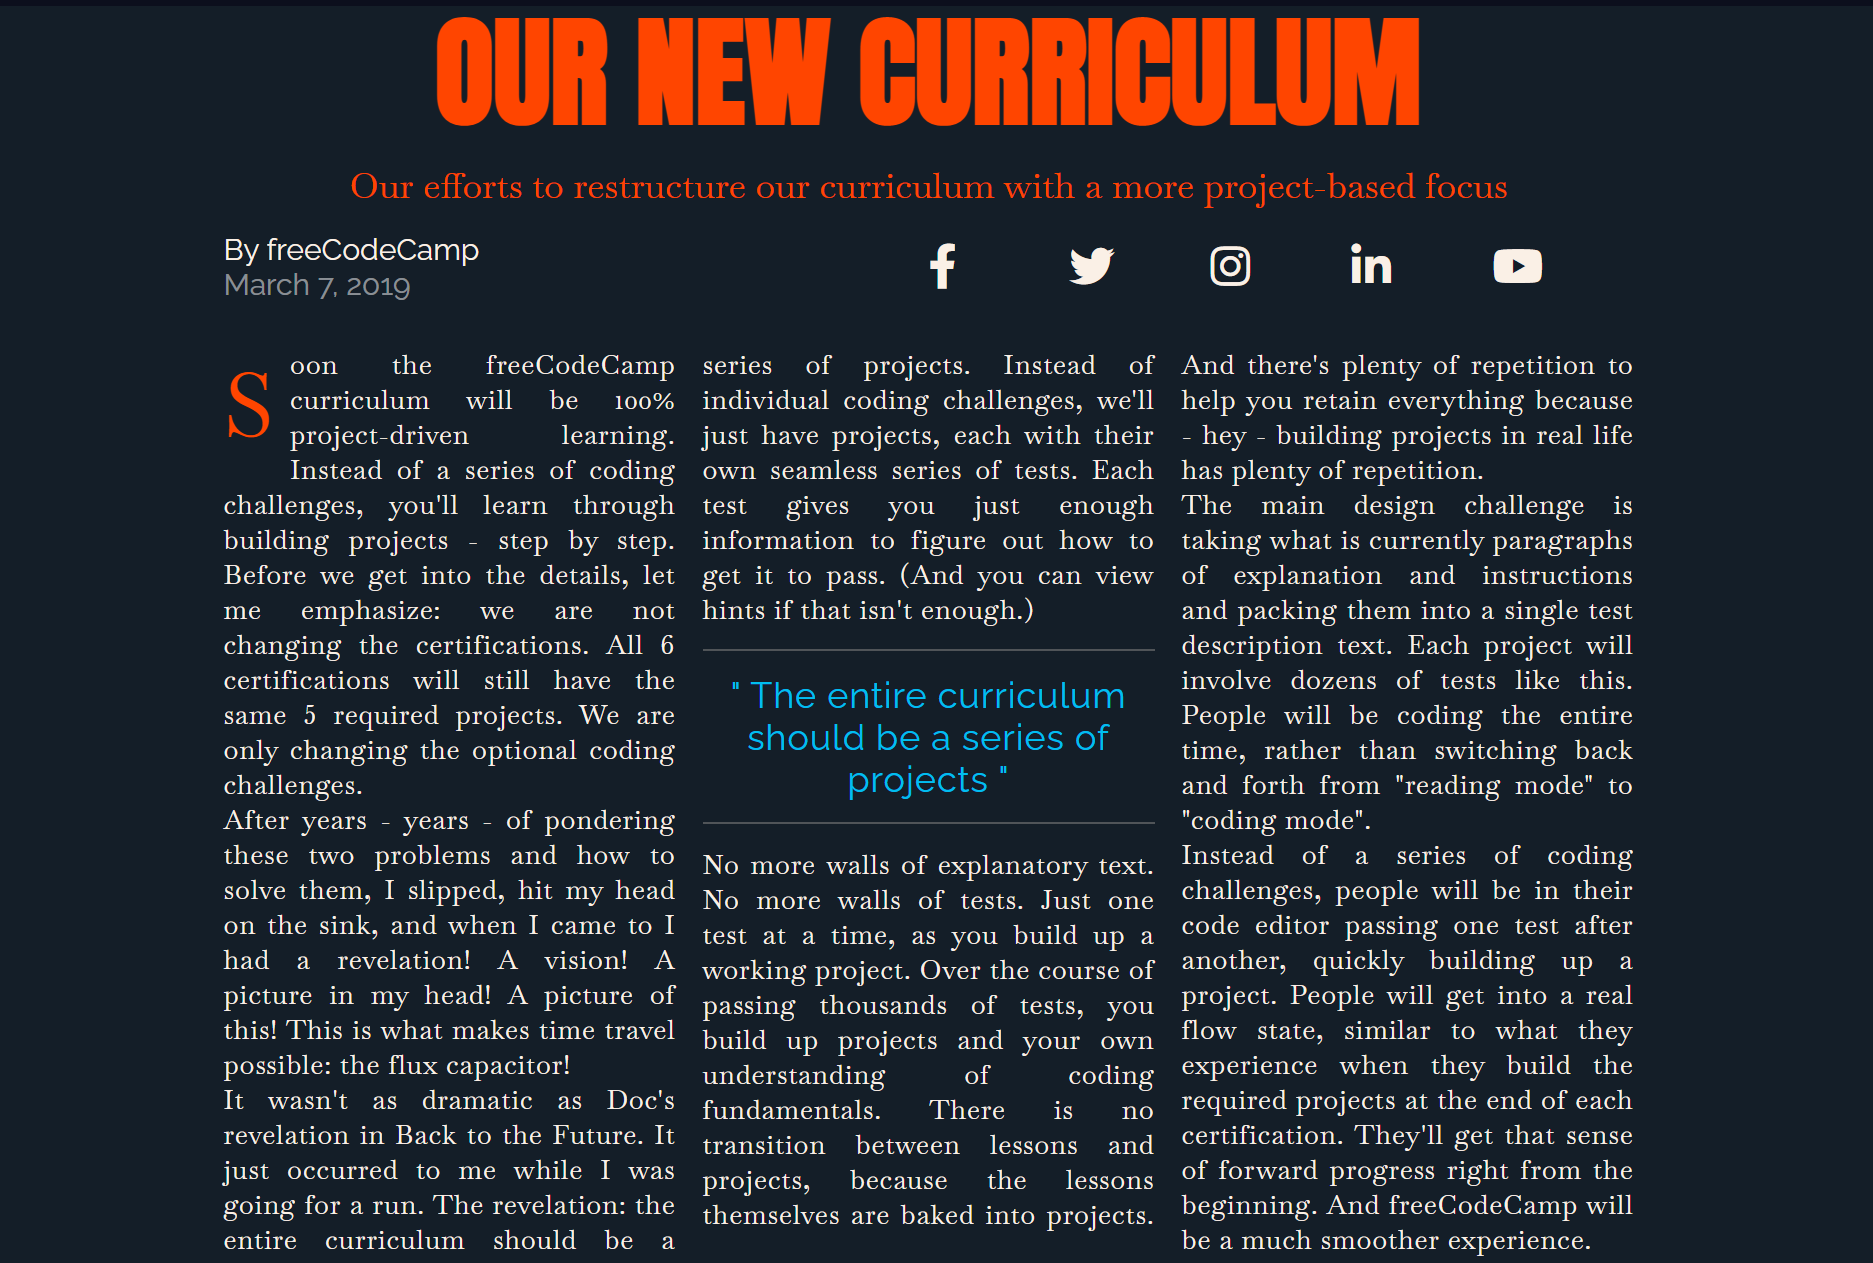 OUR NEW CURRICULUM
Our efforts to restructure our curriculum with a more project-based focus
By freeCodeCamp
March 7, 2019
Soon the freeCodeCamp
curriculum will be 100%
project-driven learning.
Instead of a series of coding
challenges, you'll learn through
building projects - step by step.
Before we get into the details, let
me emphasize: we are not
changing the certifications. All 6
certifications will still have the
same 5 required projects. We are
only changing the optional coding
challenges.
After years - years - of pondering
these two problems and how to
solve them, I slipped, hit my head
on the sink, and when I came to I
had a revelation! A vision! A
picture in my head! A picture of
this! This is what makes time travel
possible: the flux capacitor!
It wasn't as dramatic as Doc's
revelation in Back to the Future. It
just occurred to me while I was
going for a run. The revelation: the
entire curriculum should be a
series of projects. Instead of
individual coding challenges, we'll
just have projects, each with their
own seamless series of tests. Each
test gives you just enough
information to figure out how to
get it to pass. (And you can view
hints if that isn't enough.)
" The entire curriculum
should be a series of
projects "
No more walls of explanatory text.
No more walls of tests. Just one
test at a time, as you build up a
working project. Over the course of
passing thousands of tests, you
build up projects and your own
understanding of coding
fundamentals. There is no
transition between lessons and
projects, because the lessons
themselves are baked into projects.
And there's plenty of repetition to
help you retain everything because
- hey - building projects in real life
has plenty of repetition.
The main design challenge is
taking what is currently paragraphs
of explanation and instructions
and packing them into a single test
description text. Each project will
involve dozens of tests like this.
People will be coding the entire
time, rather than switching back
and forth from "reading mode" to
"coding mode".
Instead of a series of coding
challenges, people will be in their
code editor passing one test after
another, quickly building up a
project. People will get into a real
flow state, similar to what they
experience when they build the
required projects at the end of each
certification. They'll get that sense
of forward progress right from the
beginning. And freeCodeCamp will
be a much smoother experience.